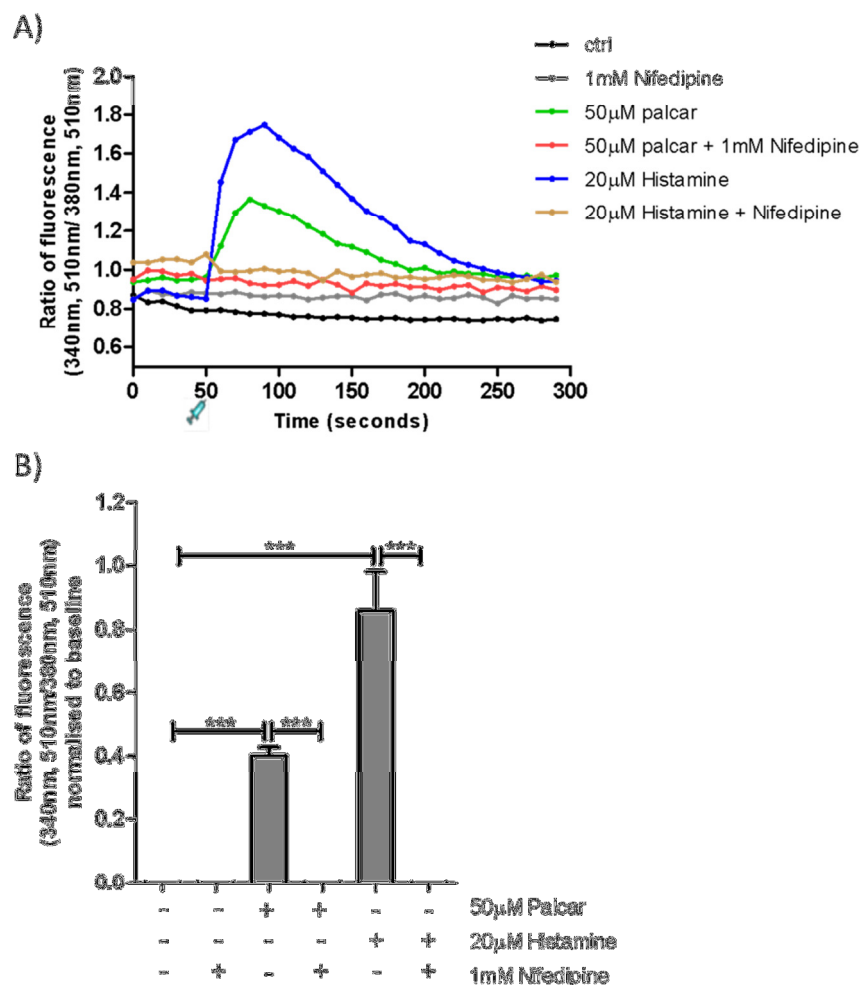 A)
ctrl
1mM Nifedipine
50μM palcar
50μM palcar + 1mM Nifedipine
20μM Histamine
20μM Histamine + Nifedipine
Ratio of fluorescence
(340nm, 510nm/ 380nm, 510nm)
2.0
1.8
1.6
1.4
1.2
1.0
0.8
0.6
0 50 100 150 200 250 300
Time (seconds)
B)
Ratio of fluorescence
(340nm, 510nm/380nm, 510nm)
normalised to baseline
1.2
1.0
0.8
0.6
0.4
0.2
0.0
*** ***
*** ***
- - + + - - 50μM Palcar
- - - - + + 20μM Histamine
- + - + - + 1mM Nifedipine